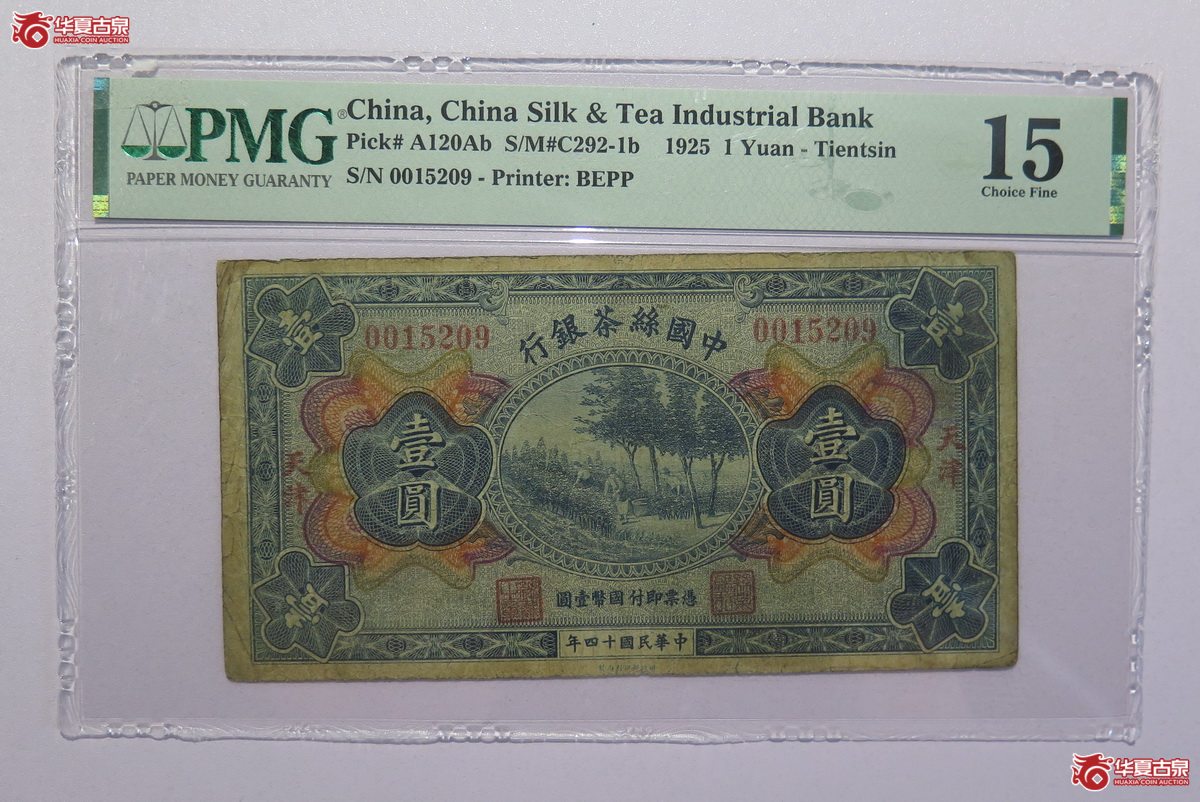 华夏古泉
HUAXIA COIN AUCTION
PMG
PAPER MONEY GUARANTY
®China, China Silk & Tea Industrial Bank
Pick# A120Ab S/M#C292-1b 1925 1 Yuan - Tientsin
S/N 0015209 - Printer: BEPP
15
Choice Fine
壹
壹
0015209
0015209
行銀茶絲國中
壹圓
壹圓
天津
天津
圓壹幣國付即票憑
壹
壹
年四十國民華中
华夏古泉
HUAXIA COIN AUCTION